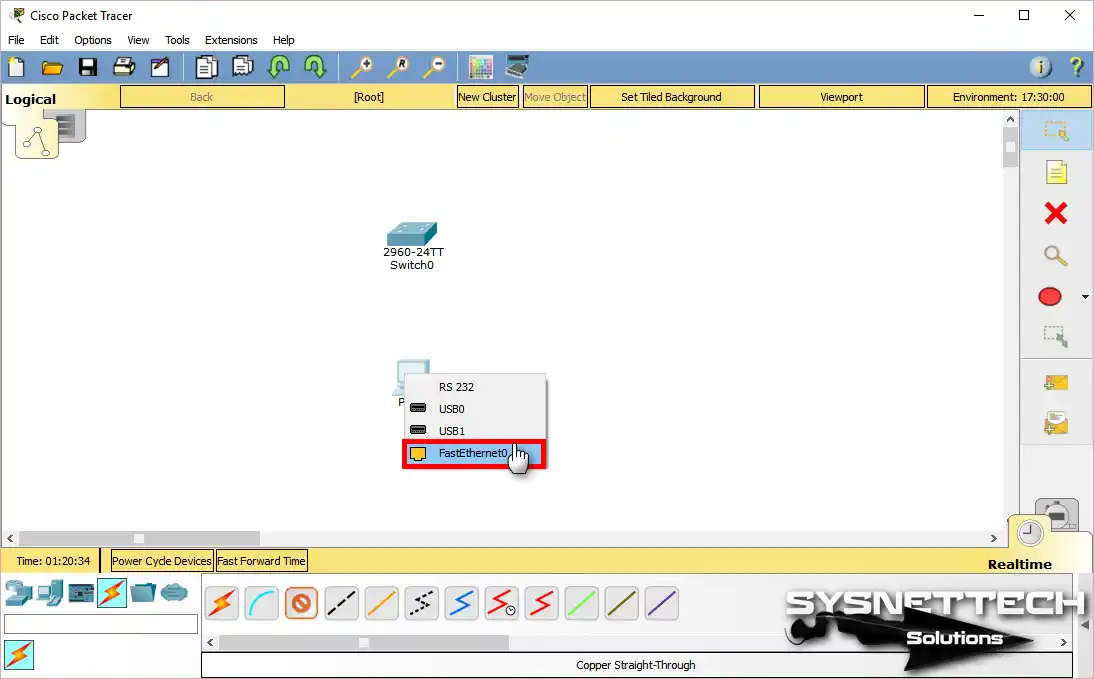 Cisco Packet Tracer
File Edit Options View Tools Extensions Help
R i ?
Logical
Back [Root] New Cluster Move Object Set Tiled Background Viewport Environment: 17:30:00
2960-24TT
Switch0
RS 232
P
USB0
USB1
FastEthernet0
Time: 01:20:34 Power Cycle Devices Fast Forward Time
Realtime
SYSNETTECH
Solutions
Copper Straight-Through